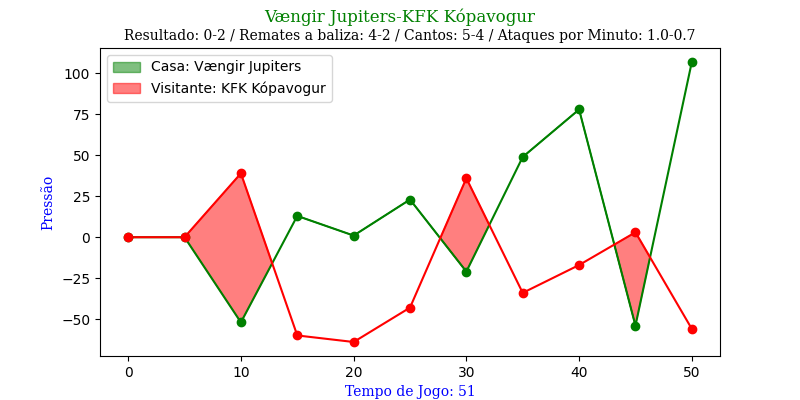 Vængir Jupiters-KFK Kópavogur
Resultado: 0-2 / Remates a baliza: 4-2 / Cantos: 5-4 / Ataques por Minuto: 1.0-0.7
Casa: Vængir Jupiters
Visitante: KFK Kópavogur
Pressão
100
75
50
25
0
−25
−50
0 10 20 30 40 50
Tempo de Jogo: 51